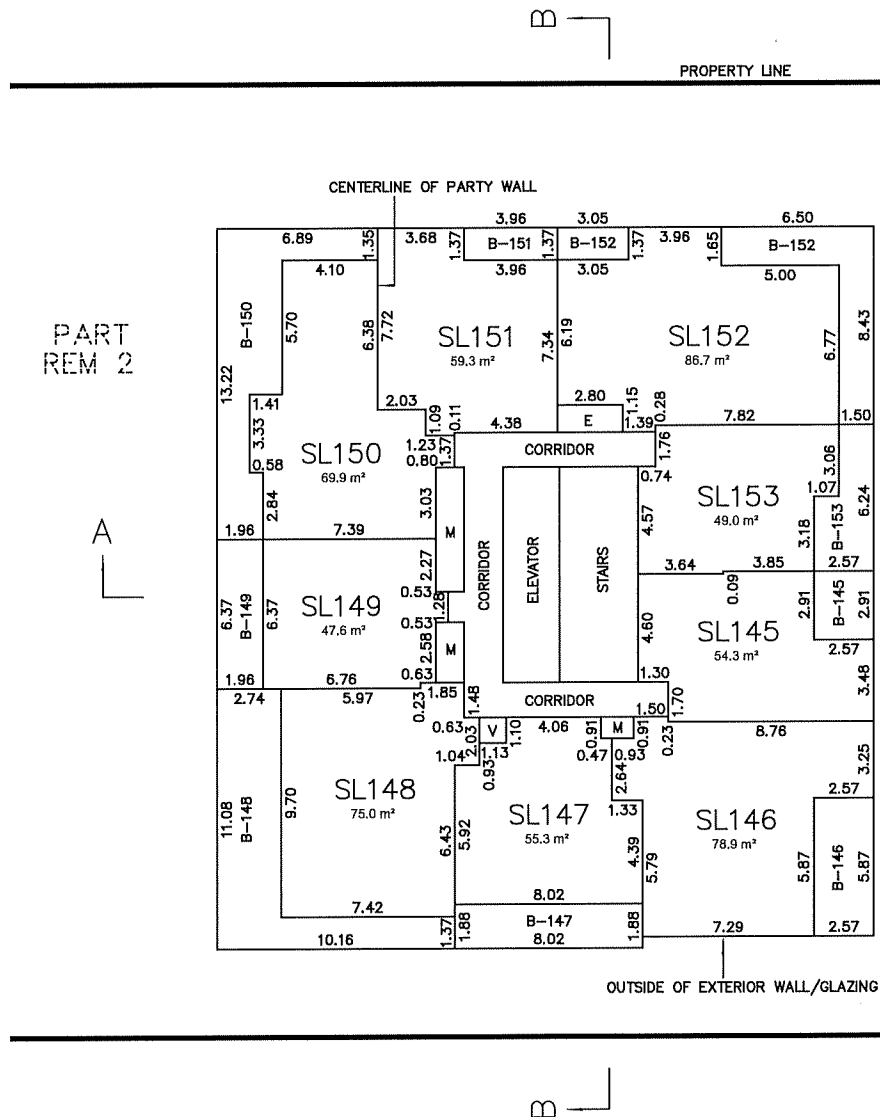 B
PROPERTY LINE
CENTERLINE OF PARTY WALL
3.96 3.05 6.50
6.89 1.35 3.68 1.37 B-151 1.37 B-152 1.37 3.96 1.65 B-152
4.10 3.96 3.05 5.00
PART
REM 2
B-150 5.70 6.38 7.72 SL151 7.34 6.19 SL152 6.77 8.43
59.3 m² 86.7 m²
13.22
1.41 2.03 2.80
1.09 0.11 4.38 E 1.15 1.39 0.28 7.82 1.50
3.33 SL150 1.23 1.37 CORRIDOR 1.76 3.06
69.9 m² 0.80
0.58 0.74 1.07
2.84 3.03 M SL153 3.18 B-153 6.24
49.0 m²
A
1.96 7.39 CORRIDOR ELEVATOR STAIRS 4.57
2.27 3.64 3.85 2.57
0.09
6.37 B-149 6.37 SL149 0.53 1.28 4.60 SL145 2.91 B-145 2.91
47.6 m² 0.53 54.3 m²
2.58 M 2.57
1.96 6.76 0.63 1.30 3.48
2.74 5.97 0.23 1.85 1.48 CORRIDOR 1.50 1.70
0.63 V 1.10 4.06 0.91 M 0.91 0.23 8.76
2.03 1.13 0.47 0.93
1.04 0.93 2.64 3.25
SL148 SL147 1.33 SL146 2.57
75.0 m² 55.3 m² 78.9 m²
11.08 B-148 9.70 6.43 5.92 4.39 5.79 5.87 B-146 5.87
7.42 8.02
1.37 1.88 B-147 1.88
10.16 8.02 7.29 2.57
OUTSIDE OF EXTERIOR WALL/GLAZING
B